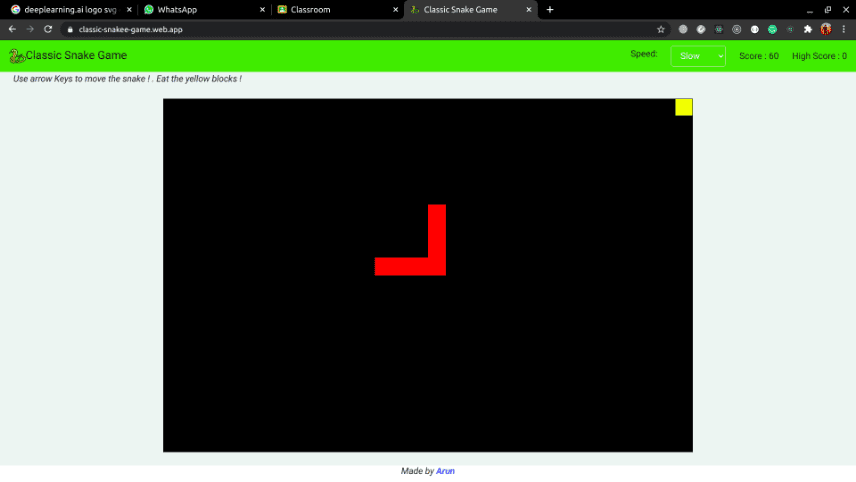 deeplearning.ai logo svg
WhatsApp
Classroom
Classic Snake Game
classic-snakee-game.web.app
Classic Snake Game
Speed:
Slow
Score : 60
High Score : 0
Use arrow Keys to move the snake ! . Eat the yellow blocks !
Made by Arun